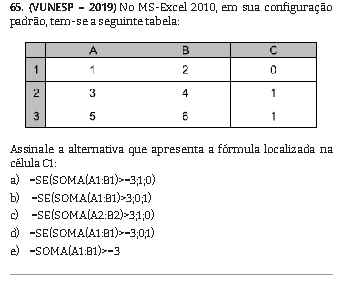 65. (VUNESP – 2019) No MS-Excel 2010, em sua configuração
padrão, tem-se a seguinte tabela:
A B C
1 1 2 0
2 3 4 1
3 5 6 1
Assinale a alternativa que apresenta a fórmula localizada na
célula C1:
a) =SE(SOMA(A1:B1)>=3;1;0)
b) =SE(SOMA(A1:B1)>3;0;1)
c) =SE(SOMA(A2:B2)>3;1;0)
d) =SE(SOMA(A1:B1)>=3;0;1)
e) =SOMA(A1:B1)>=3